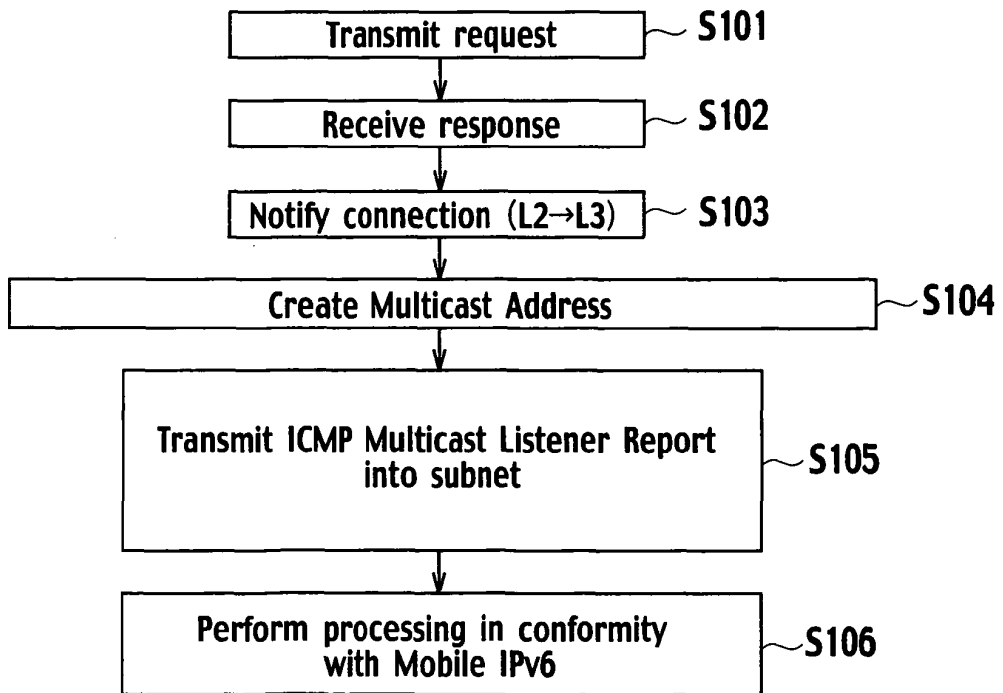 Transmit request S101
Receive response S102
Notify connection (L2→L3) S103
Create Multicast Address S104
Transmit ICMP Multicast Listener Report
into subnet
S105
Perform processing in conformity
with Mobile IPv6
S106